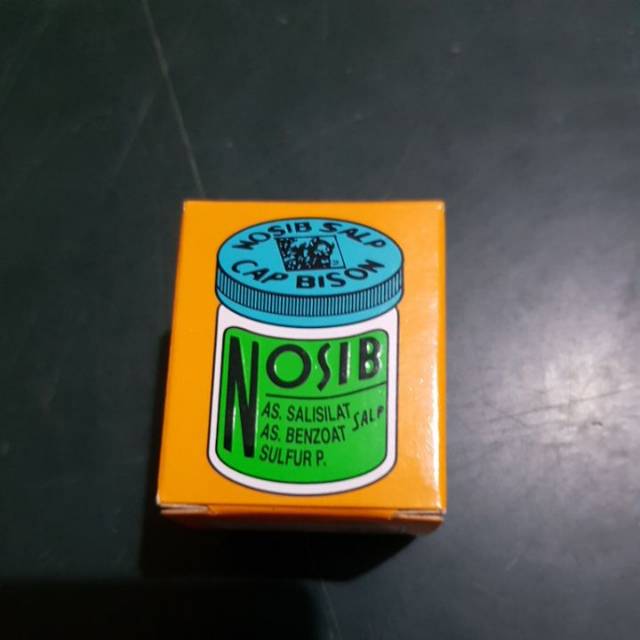 NOSIB SALP
CAP BISON
NOSIB
AS. SALISILAT
SALP
AS. BENZOAT
SULFUR P.